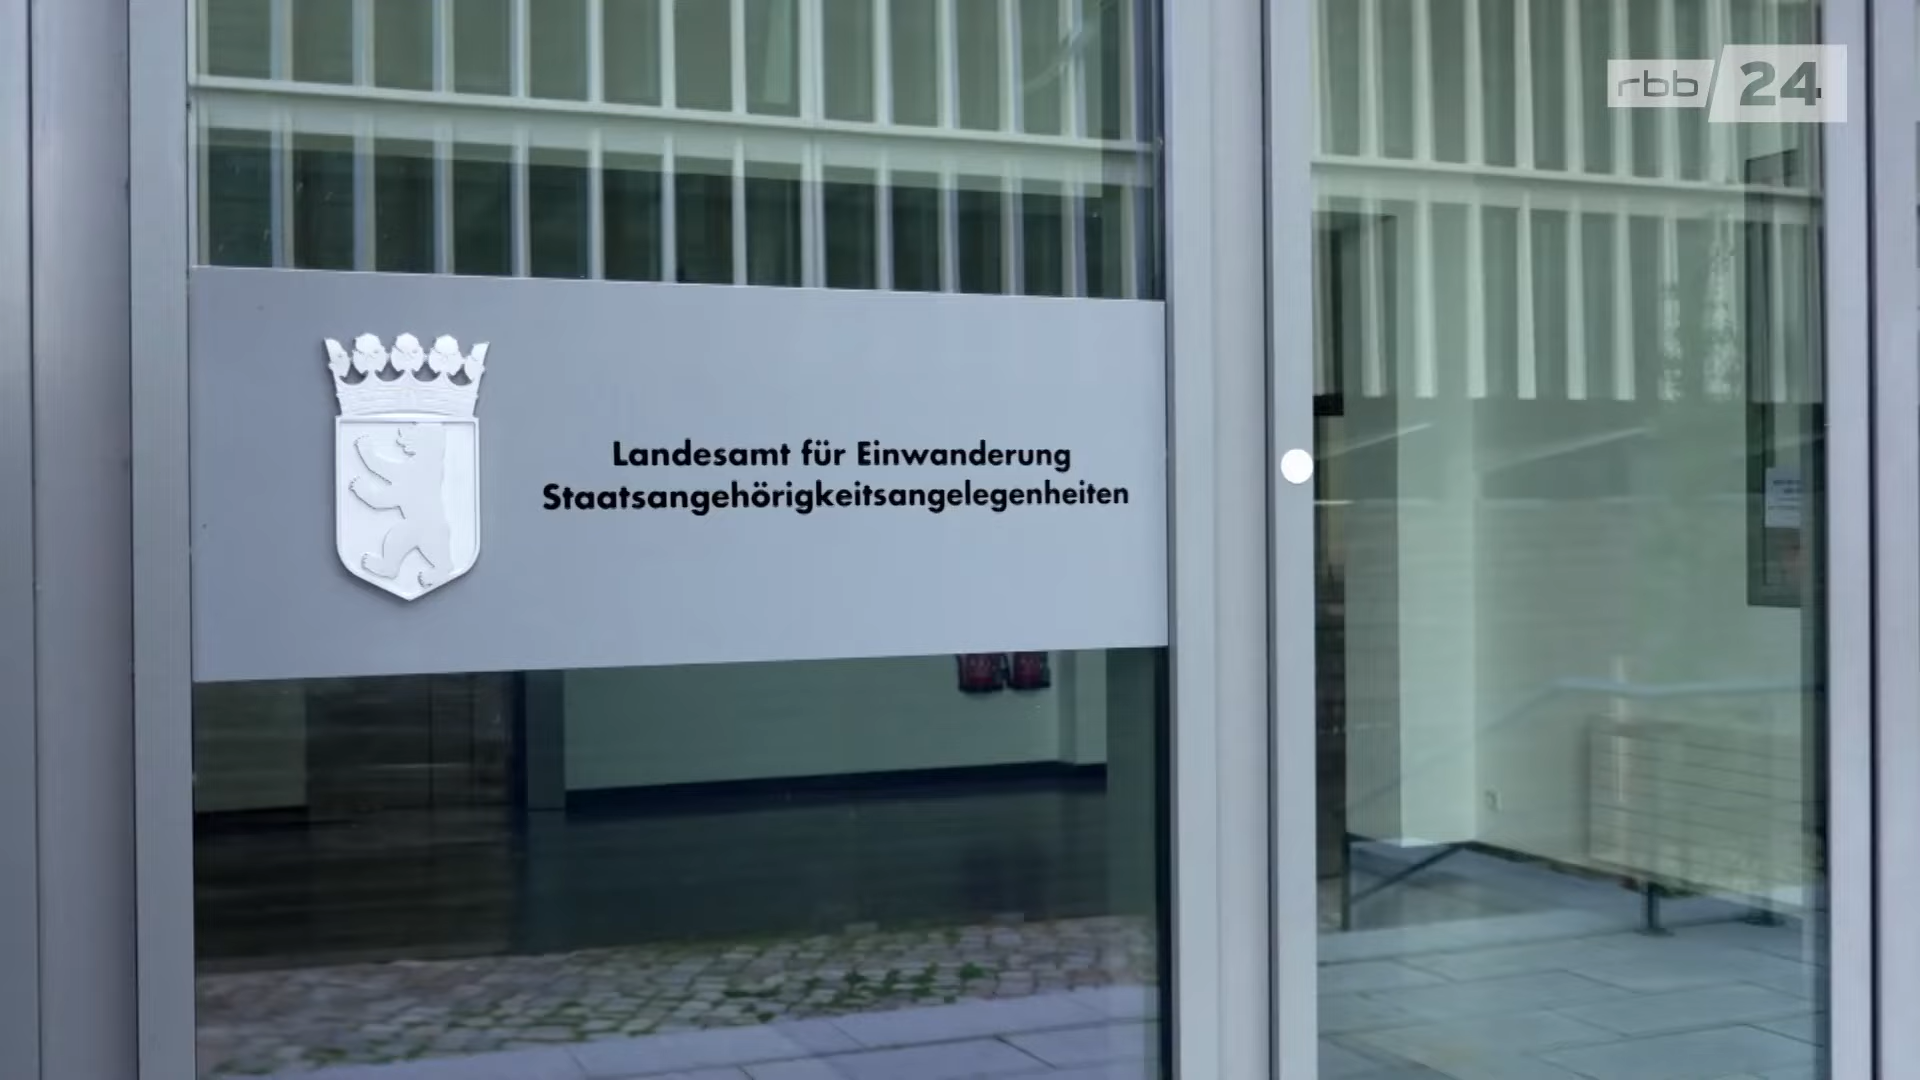 rbb 24
Landesamt für Einwanderung
Staatsangehörigkeitsangelegenheiten